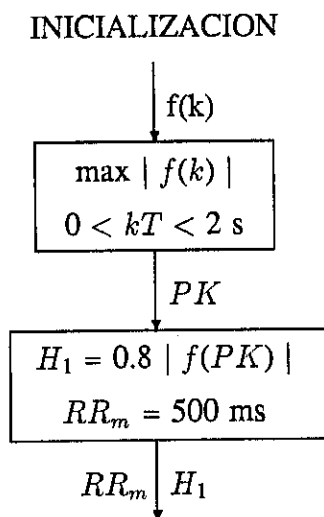 INICIALIZACION
f(k)
max | f(k) |
0 < kT < 2 s
PK
H₁ = 0.8 | f(PK) |
RRₘ = 500 ms
RRₘ H₁